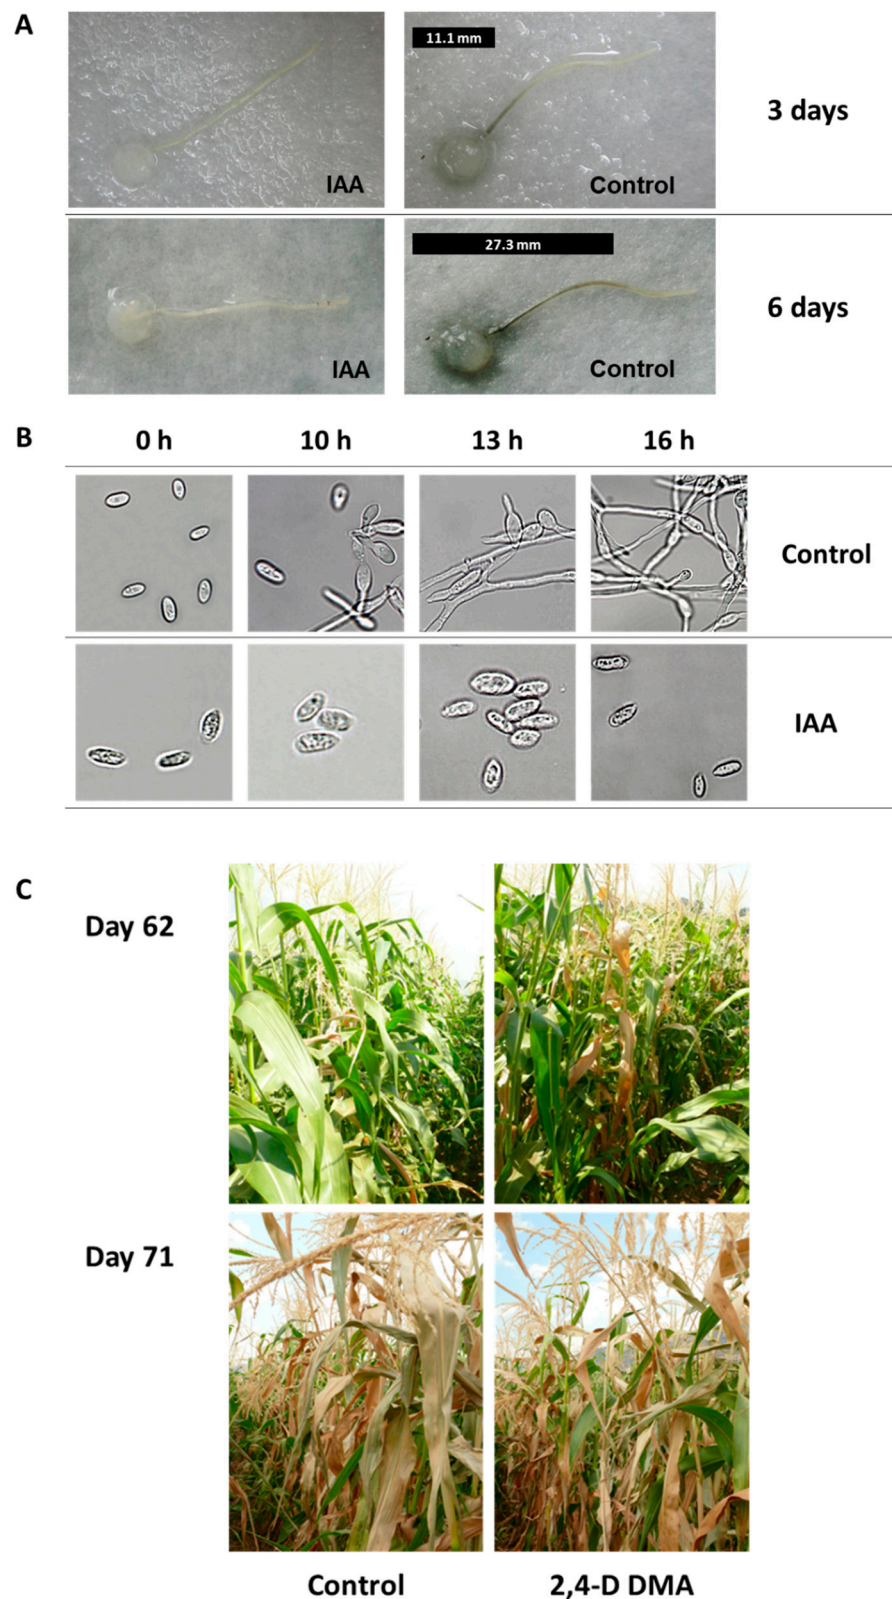 A
11.1 mm
3 days
IAA
Control
27.3 mm
6 days
IAA
Control
B
0 h
10 h
13 h
16 h
Control
IAA
C
Day 62
Day 71
Control
2,4-D DMA